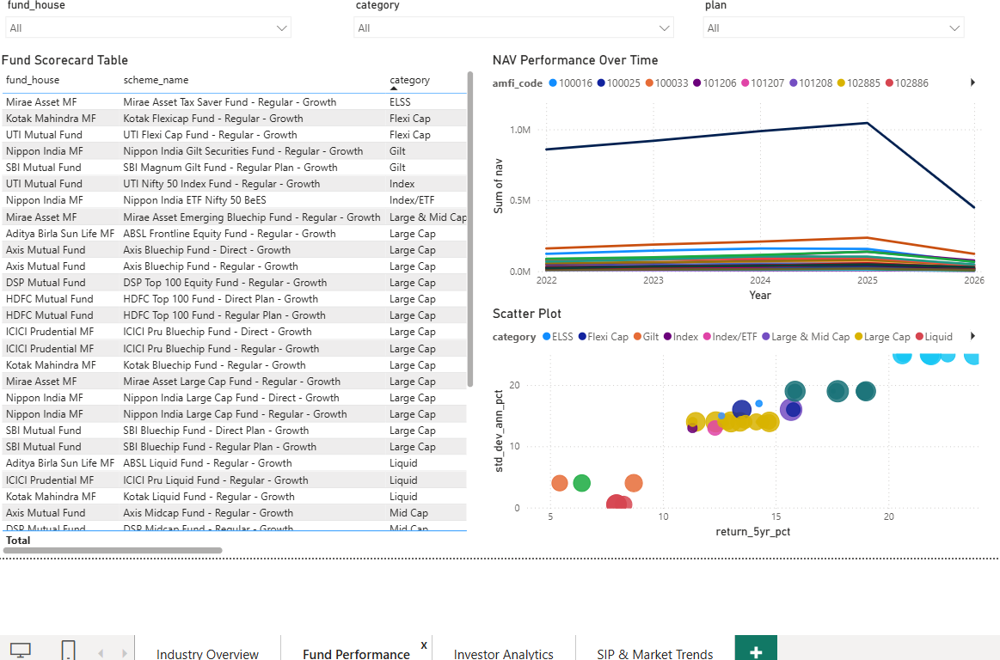 fund_house category plan
All All All
Fund Scorecard Table
fund_house scheme_name category
Mirae Asset MF Mirae Asset Tax Saver Fund - Regular - Growth ELSS
Kotak Mahindra MF Kotak Flexicap Fund - Regular - Growth Flexi Cap
UTI Mutual Fund UTI Flexi Cap Fund - Regular - Growth Flexi Cap
Nippon India MF Nippon India Gilt Securities Fund - Regular - Growth Gilt
SBI Mutual Fund SBI Magnum Gilt Fund - Regular Plan - Growth Gilt
UTI Mutual Fund UTI Nifty 50 Index Fund - Regular - Growth Index
Nippon India MF Nippon India ETF Nifty 50 BeES Index/ETF
Mirae Asset MF Mirae Asset Emerging Bluechip Fund - Regular - Growth Large & Mid Cap
Aditya Birla Sun Life MF ABSL Frontline Equity Fund - Regular - Growth Large Cap
Axis Mutual Fund Axis Bluechip Fund - Direct - Growth Large Cap
Axis Mutual Fund Axis Bluechip Fund - Regular - Growth Large Cap
DSP Mutual Fund DSP Top 100 Equity Fund - Regular - Growth Large Cap
HDFC Mutual Fund HDFC Top 100 Fund - Direct Plan - Growth Large Cap
HDFC Mutual Fund HDFC Top 100 Fund - Regular Plan - Growth Large Cap
ICICI Prudential MF ICICI Pru Bluechip Fund - Direct - Growth Large Cap
ICICI Prudential MF ICICI Pru Bluechip Fund - Regular - Growth Large Cap
Kotak Mahindra MF Kotak Bluechip Fund - Regular - Growth Large Cap
Mirae Asset MF Mirae Asset Large Cap Fund - Regular - Growth Large Cap
Nippon India MF Nippon India Large Cap Fund - Direct - Growth Large Cap
Nippon India MF Nippon India Large Cap Fund - Regular - Growth Large Cap
SBI Mutual Fund SBI Bluechip Fund - Direct Plan - Growth Large Cap
SBI Mutual Fund SBI Bluechip Fund - Regular Plan - Growth Large Cap
Aditya Birla Sun Life MF ABSL Liquid Fund - Regular - Growth Liquid
ICICI Prudential MF ICICI Pru Liquid Fund - Regular - Growth Liquid
Kotak Mahindra MF Kotak Liquid Fund - Regular - Growth Liquid
Axis Mutual Fund Axis Midcap Fund - Regular - Growth Mid Cap
DSP Mutual Fund DSP Midcap Fund - Regular - Growth Mid Cap
Total
NAV Performance Over Time
amfi_code 100016 100025 100033 101206 101207 101208 102885 102886
Sum of nav
1.0M
0.5M
0.0M
2022 2023 2024 2025 2026
Year
Scatter Plot
category ELSS Flexi Cap Gilt Index Index/ETF Large & Mid Cap Large Cap Liquid
std_dev_ann_pct
20
10
0
5 10 15 20
return_5yr_pct
Industry Overview Fund Performance x Investor Analytics SIP & Market Trends +